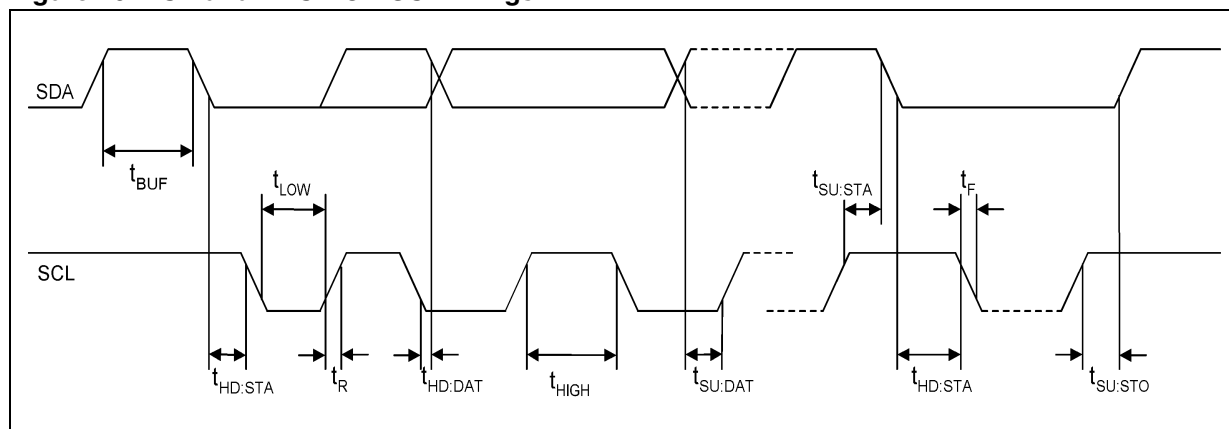 SDA
t_BUF
t_LOW
t_SU:STA
t_F
SCL
t_HD:STA
t_R
t_HD:DAT
t_HIGH
t_SU:DAT
t_HD:STA
t_SU:STO